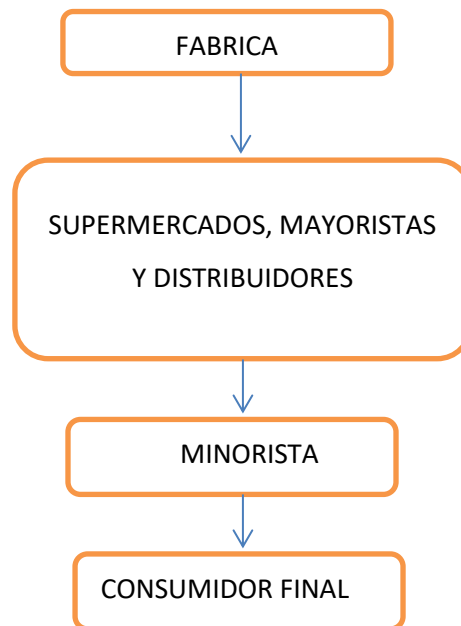 FABRICA
SUPERMERCADOS, MAYORISTAS
Y DISTRIBUIDORES
MINORISTA
CONSUMIDOR FINAL